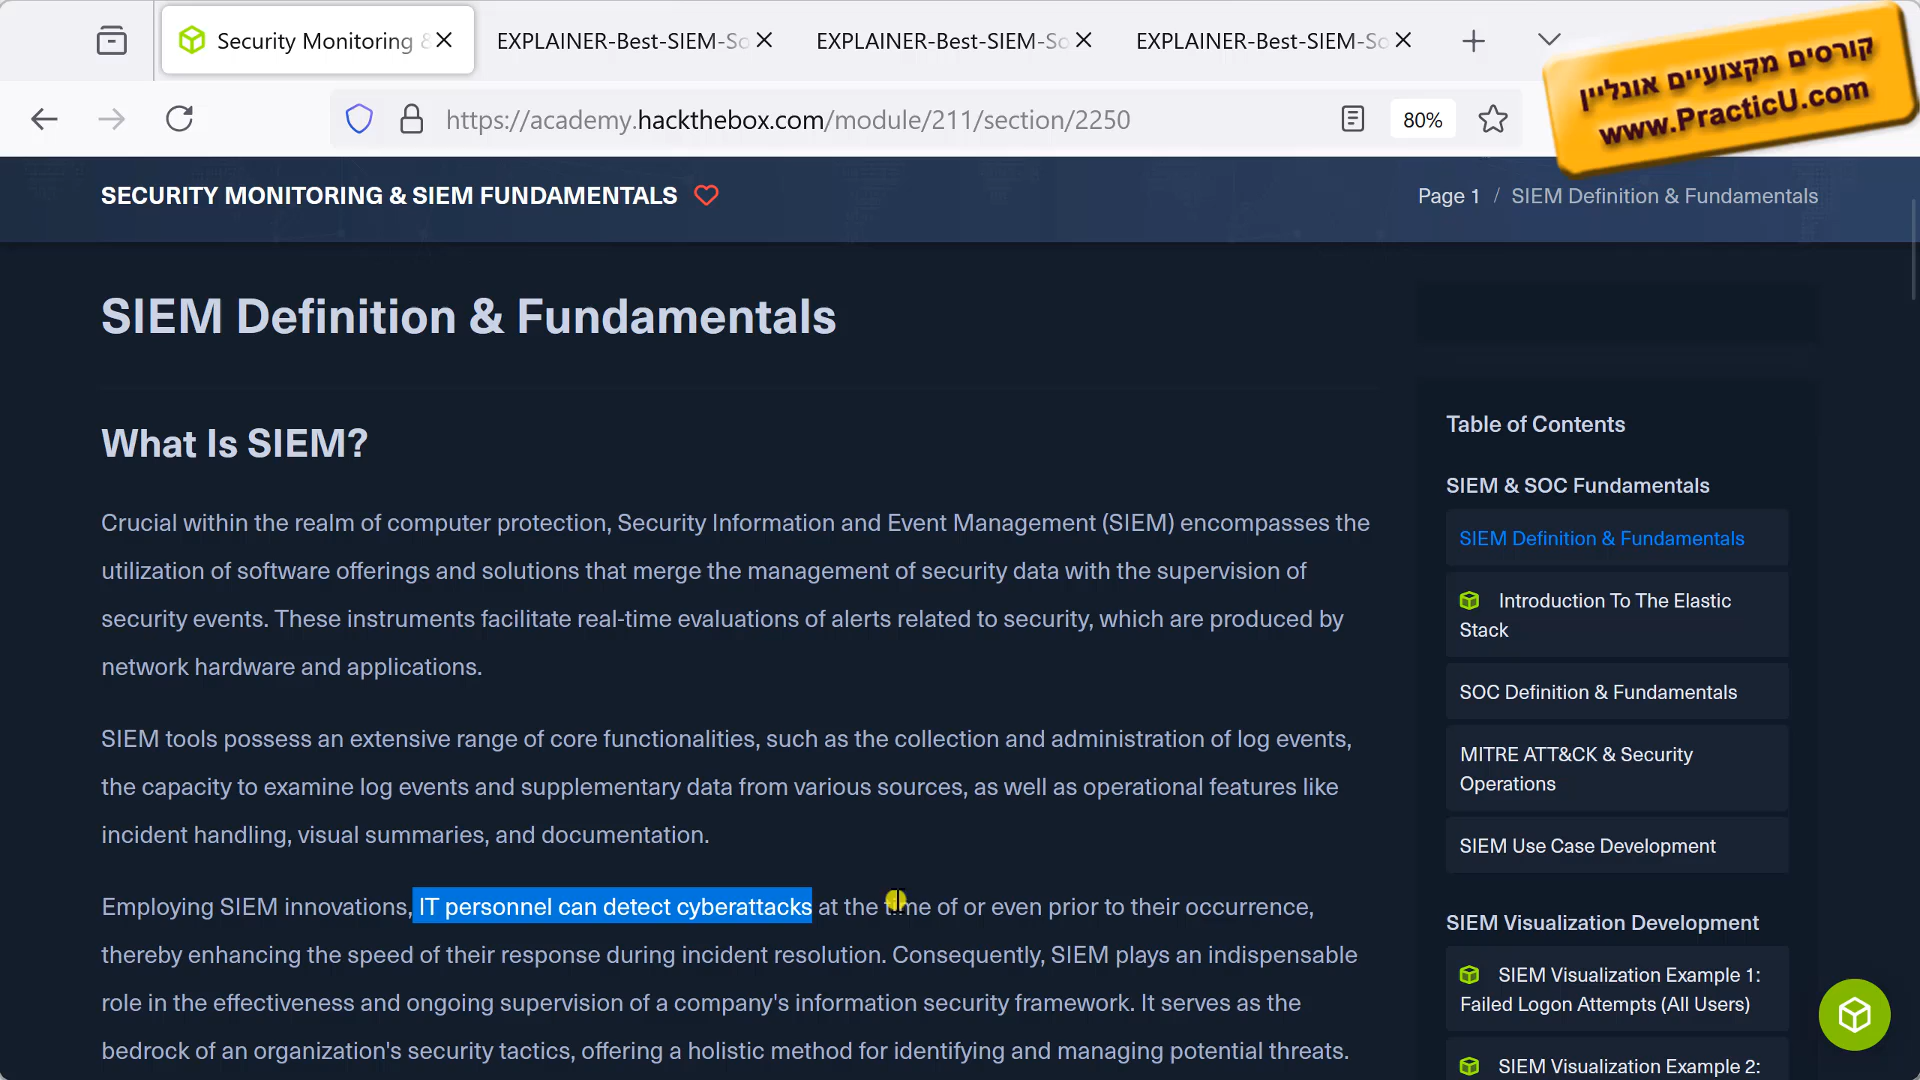 Security Monitoring &
EXPLAINER-Best-SIEM-So
EXPLAINER-Best-SIEM-So
EXPLAINER-Best-SIEM-So
קורסים מקצועיים אונליין
www.PracticU.com
https://academy.hackthebox.com/module/211/section/2250
80%
SECURITY MONITORING & SIEM FUNDAMENTALS
Page 1 / SIEM Definition & Fundamentals
SIEM Definition & Fundamentals
What Is SIEM?
Crucial within the realm of computer protection, Security Information and Event Management (SIEM) encompasses the
utilization of software offerings and solutions that merge the management of security data with the supervision of
security events. These instruments facilitate real-time evaluations of alerts related to security, which are produced by
network hardware and applications.
SIEM tools possess an extensive range of core functionalities, such as the collection and administration of log events,
the capacity to examine log events and supplementary data from various sources, as well as operational features like
incident handling, visual summaries, and documentation.
Employing SIEM innovations, IT personnel can detect cyberattacks at the time of or even prior to their occurrence,
thereby enhancing the speed of their response during incident resolution. Consequently, SIEM plays an indispensable
role in the effectiveness and ongoing supervision of a company's information security framework. It serves as the
bedrock of an organization's security tactics, offering a holistic method for identifying and managing potential threats.
Table of Contents
SIEM & SOC Fundamentals
SIEM Definition & Fundamentals
Introduction To The Elastic
Stack
SOC Definition & Fundamentals
MITRE ATT&CK & Security
Operations
SIEM Use Case Development
SIEM Visualization Development
SIEM Visualization Example 1:
Failed Logon Attempts (All Users)
SIEM Visualization Example 2: